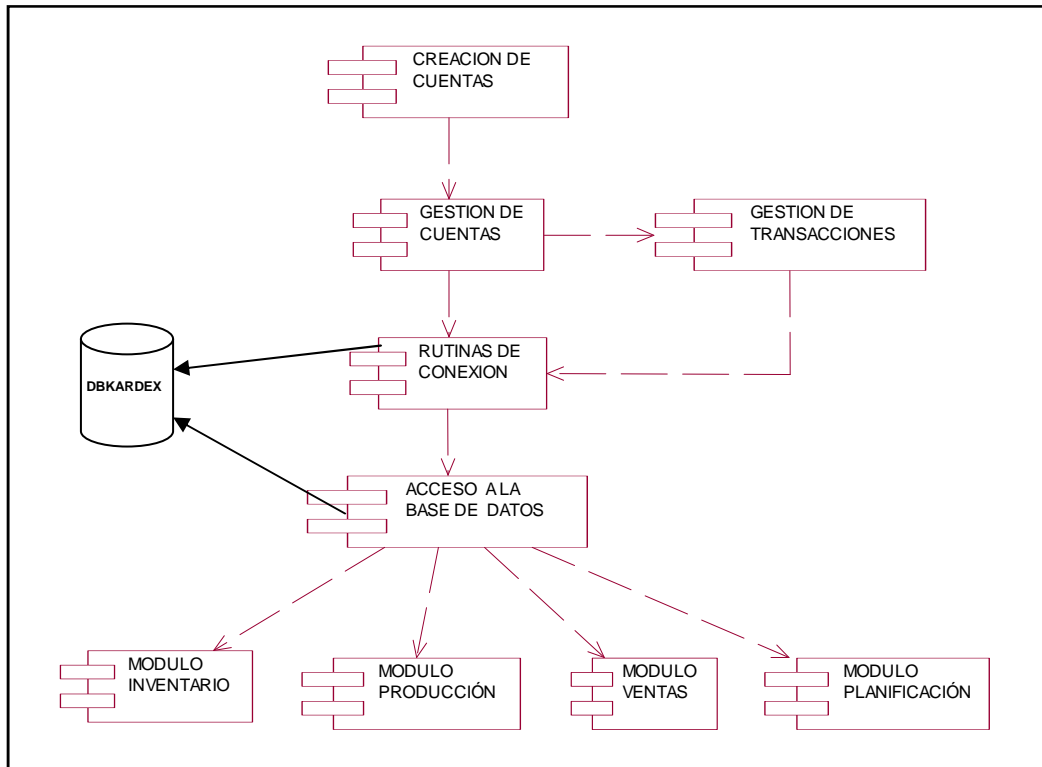 CREACION DE
CUENTAS
GESTION DE
CUENTAS
GESTION DE
TRANSACCIONES
RUTINAS DE
CONEXION
DBKARDEX
ACCESO A LA
BASE DE DATOS
MODULO
INVENTARIO
MODULO
PRODUCCIÓN
MODULO
VENTAS
MODULO
PLANIFICACIÓN